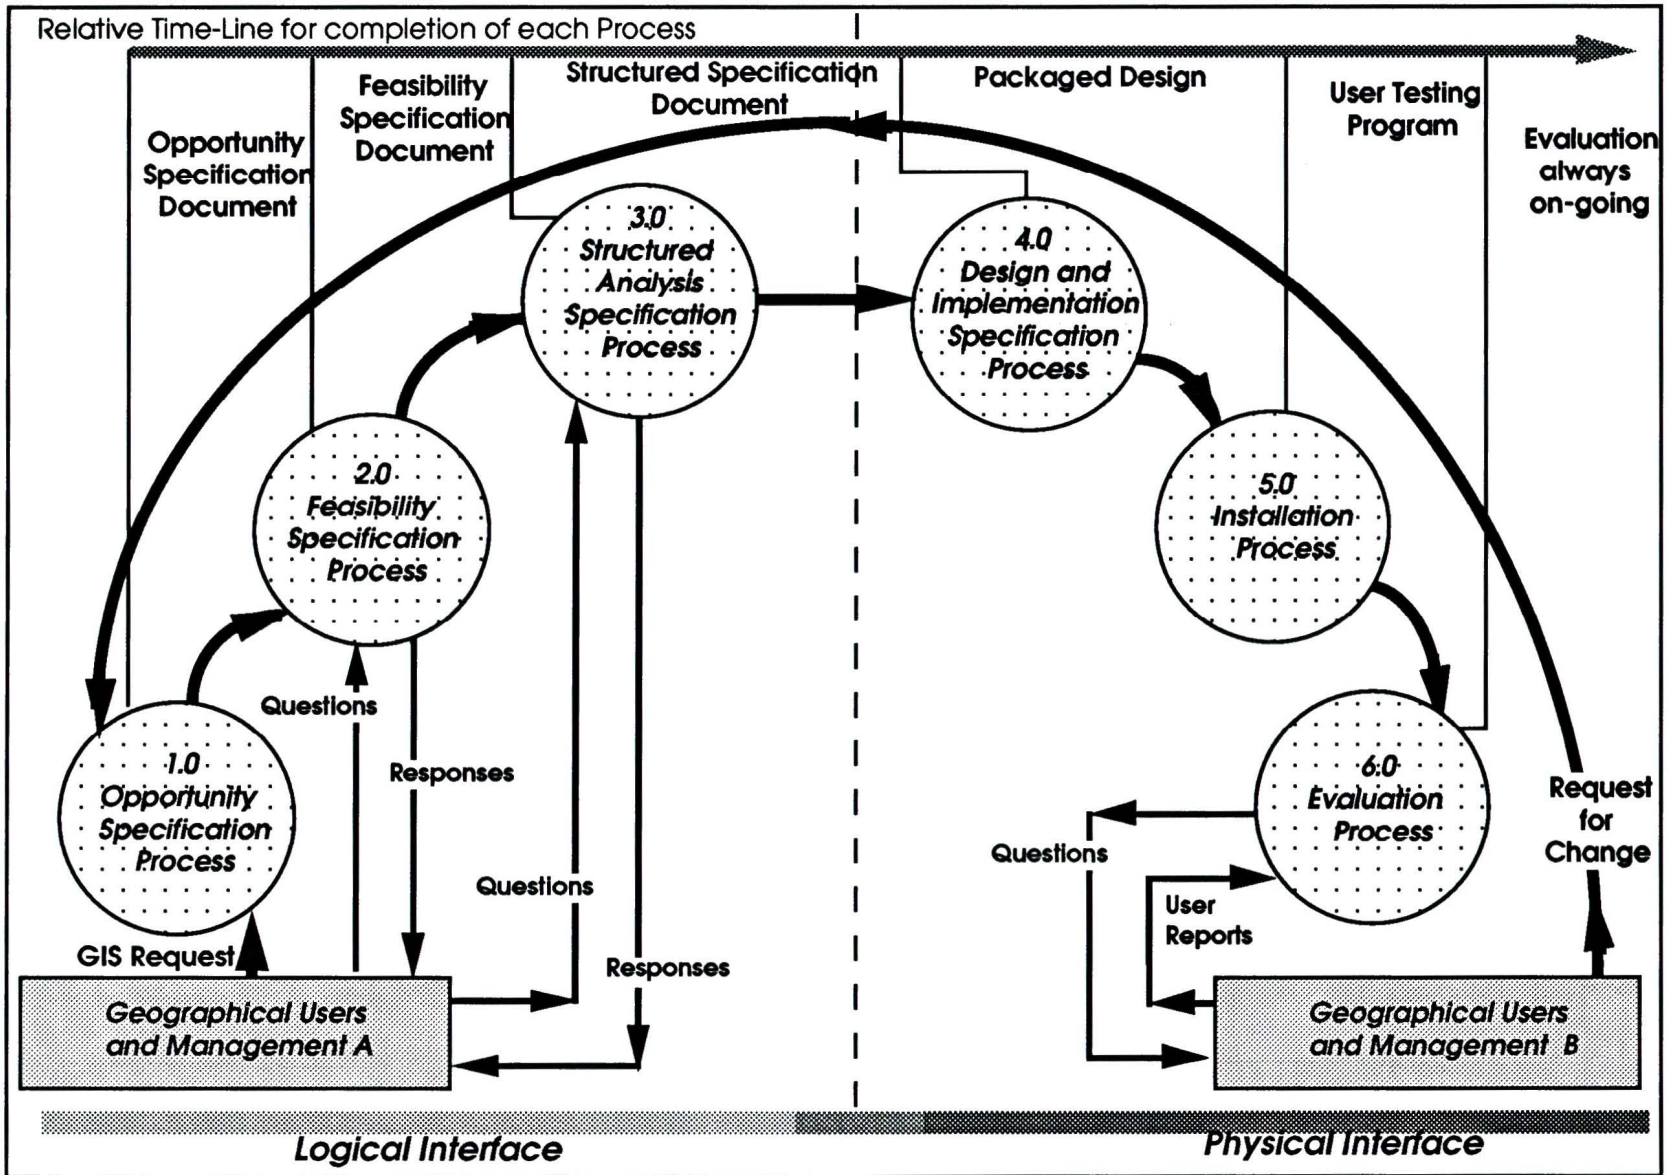 Relative Time-Line for completion of each Process
Opportunity
Specification
Document
Feasibility
Specification
Document
Structured Specification
Document
Packaged Design
User Testing
Program
Evaluation
always
on-going
3.0
Structured
Analysis
Specification
Process
4.0
Design and
Implementation
Specification
Process
2.0
Feasibility
Specification
Process
5.0
Installation
Process
1.0
Opportunity
Specification
Process
6.0
Evaluation
Process
Questions
Responses
Questions
Responses
Questions
User
Reports
Request
for
Change
GIS Request
Geographical Users
and Management A
Geographical Users
and Management B
Logical Interface
Physical Interface